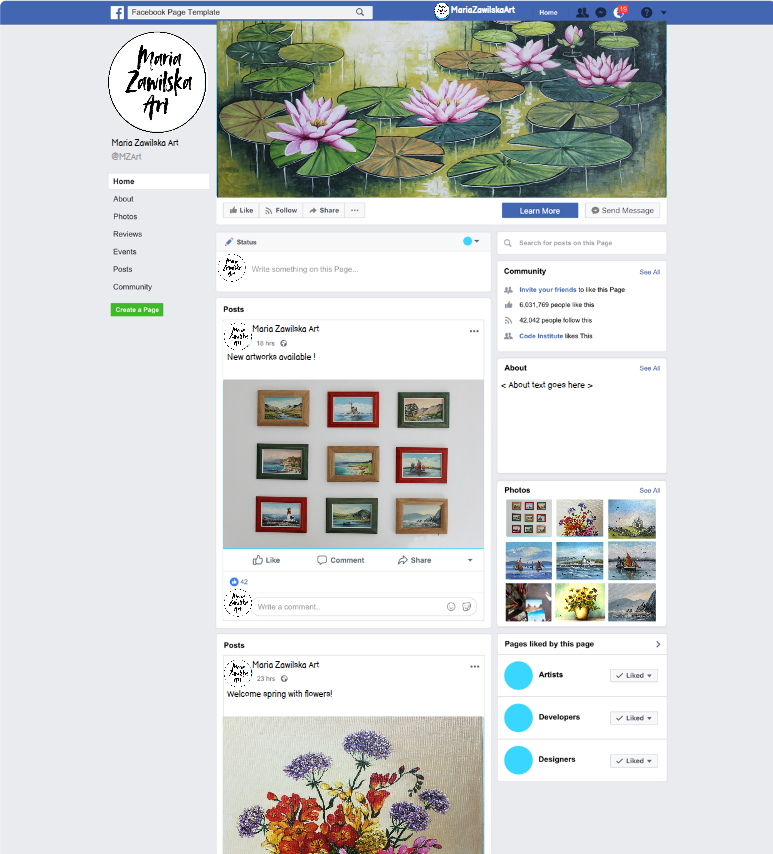 Facebook Page Template
MariaZawilskaArt
Home
19
Maria
Zawilska
Art
Maria Zawilska Art
@MZArt
Home
About
Photos
Reviews
Events
Posts
Community
Create a Page
Like
Follow
Share
Learn More
Send Message
Status
Write something on this Page...
Posts
Maria Zawilska Art
16 hrs
New artworks available !
Like
Comment
Share
42
Write a comment..
Posts
Maria Zawilska Art
23 hrs
Welcome spring with flowers!
Search for posts on this Page
Community
See All
Invite your friends to like this Page
6,031,769 people like this
42,042 people follow this
Code Institute likes This
About
See All
< About text goes here >
Photos
See All
Pages liked by this page
Artists
Liked
Developers
Liked
Designers
Liked